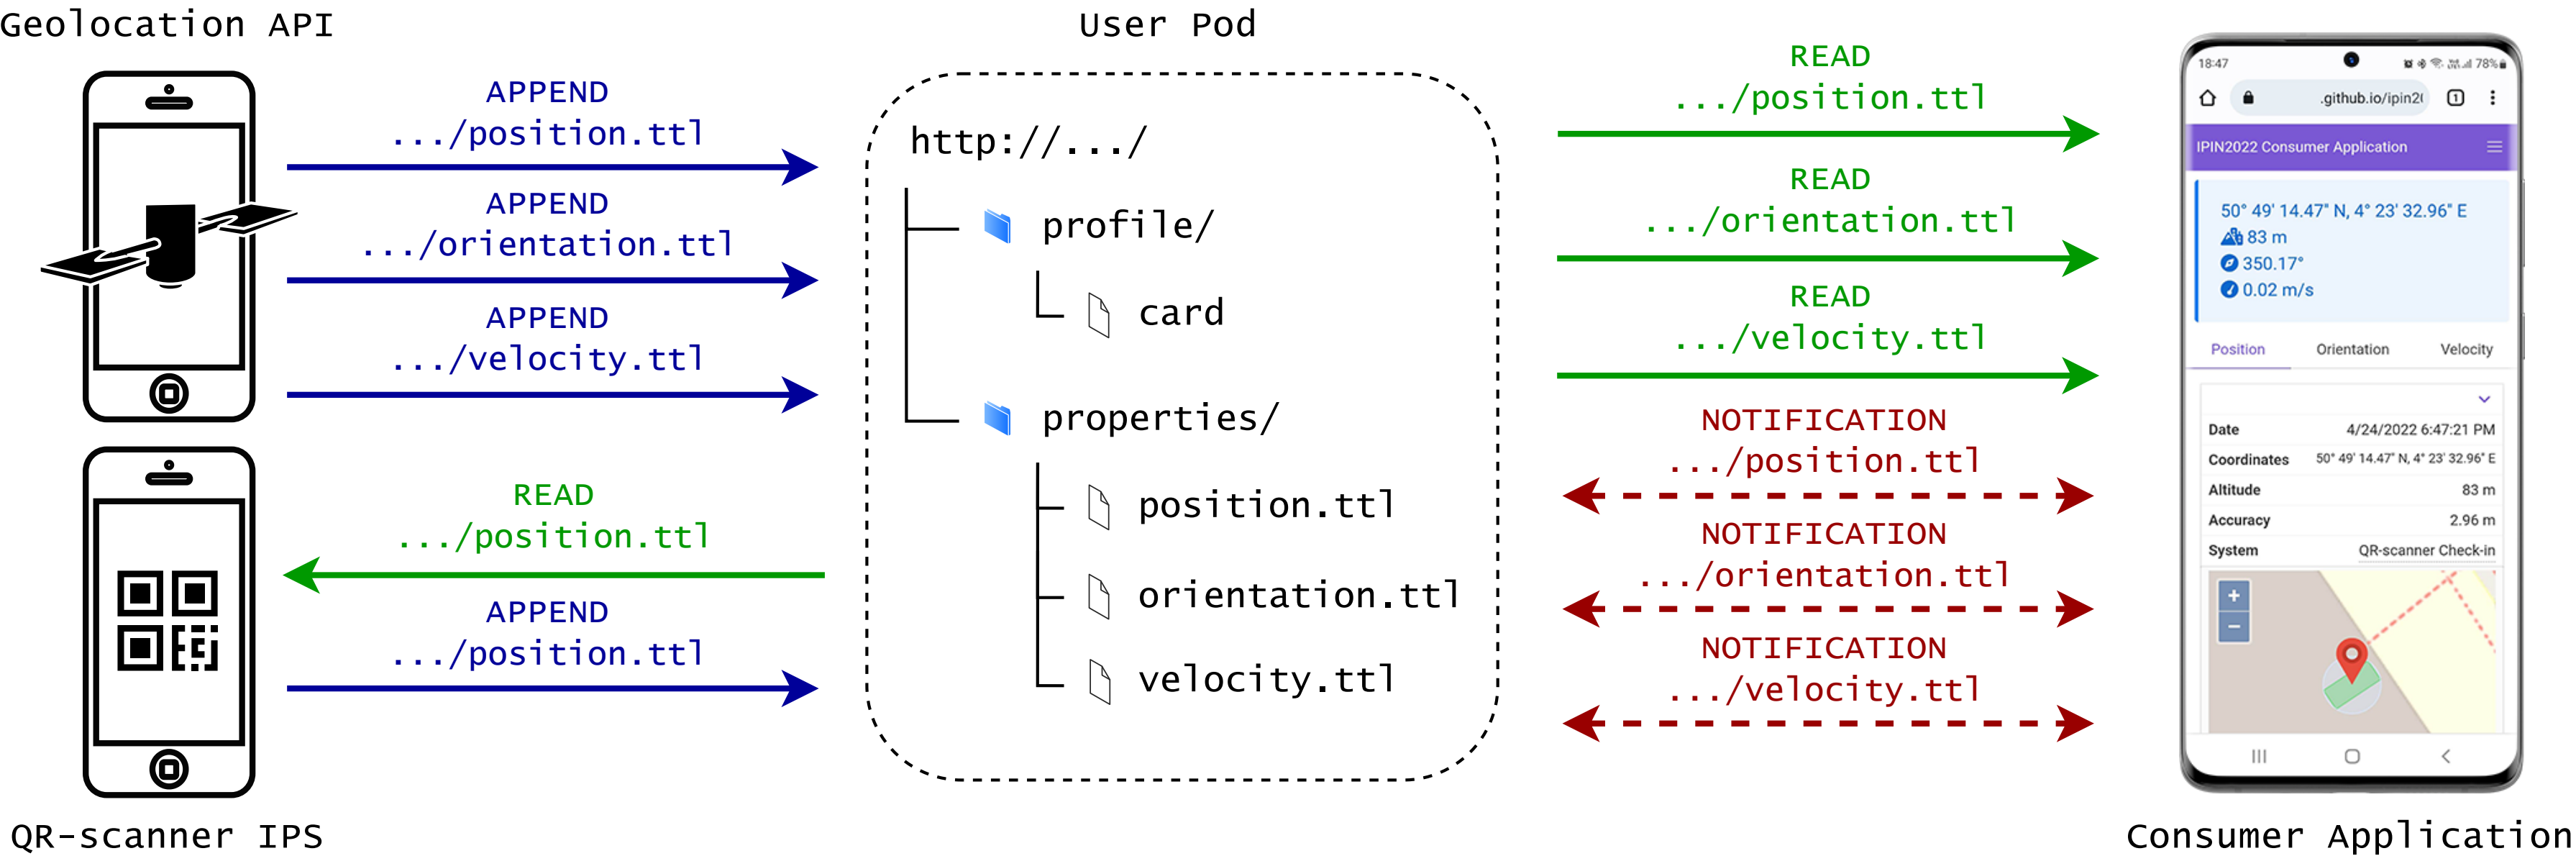 Geolocation API
APPEND
.../position.ttl
APPEND
.../orientation.ttl
APPEND
.../velocity.ttl
READ
.../position.ttl
APPEND
.../position.ttl
QR-scanner IPS
User Pod
http://.../
profile/
card
properties/
position.ttl
orientation.ttl
velocity.ttl
READ
.../position.ttl
READ
.../orientation.ttl
READ
.../velocity.ttl
NOTIFICATION
.../position.ttl
NOTIFICATION
.../orientation.ttl
NOTIFICATION
.../velocity.ttl
18:47 78%
.github.io/ipin2( 1
IPIN2022 Consumer Application
50° 49' 14.47" N, 4° 23' 32.96" E
83 m
350.17°
0.02 m/s
Position Orientation Velocity
Date 4/24/2022 6:47:21 PM
Coordinates 50° 49' 14.47" N, 4° 23' 32.96" E
Altitude 83 m
Accuracy 2.96 m
System QR-scanner Check-in
+
−
Consumer Application